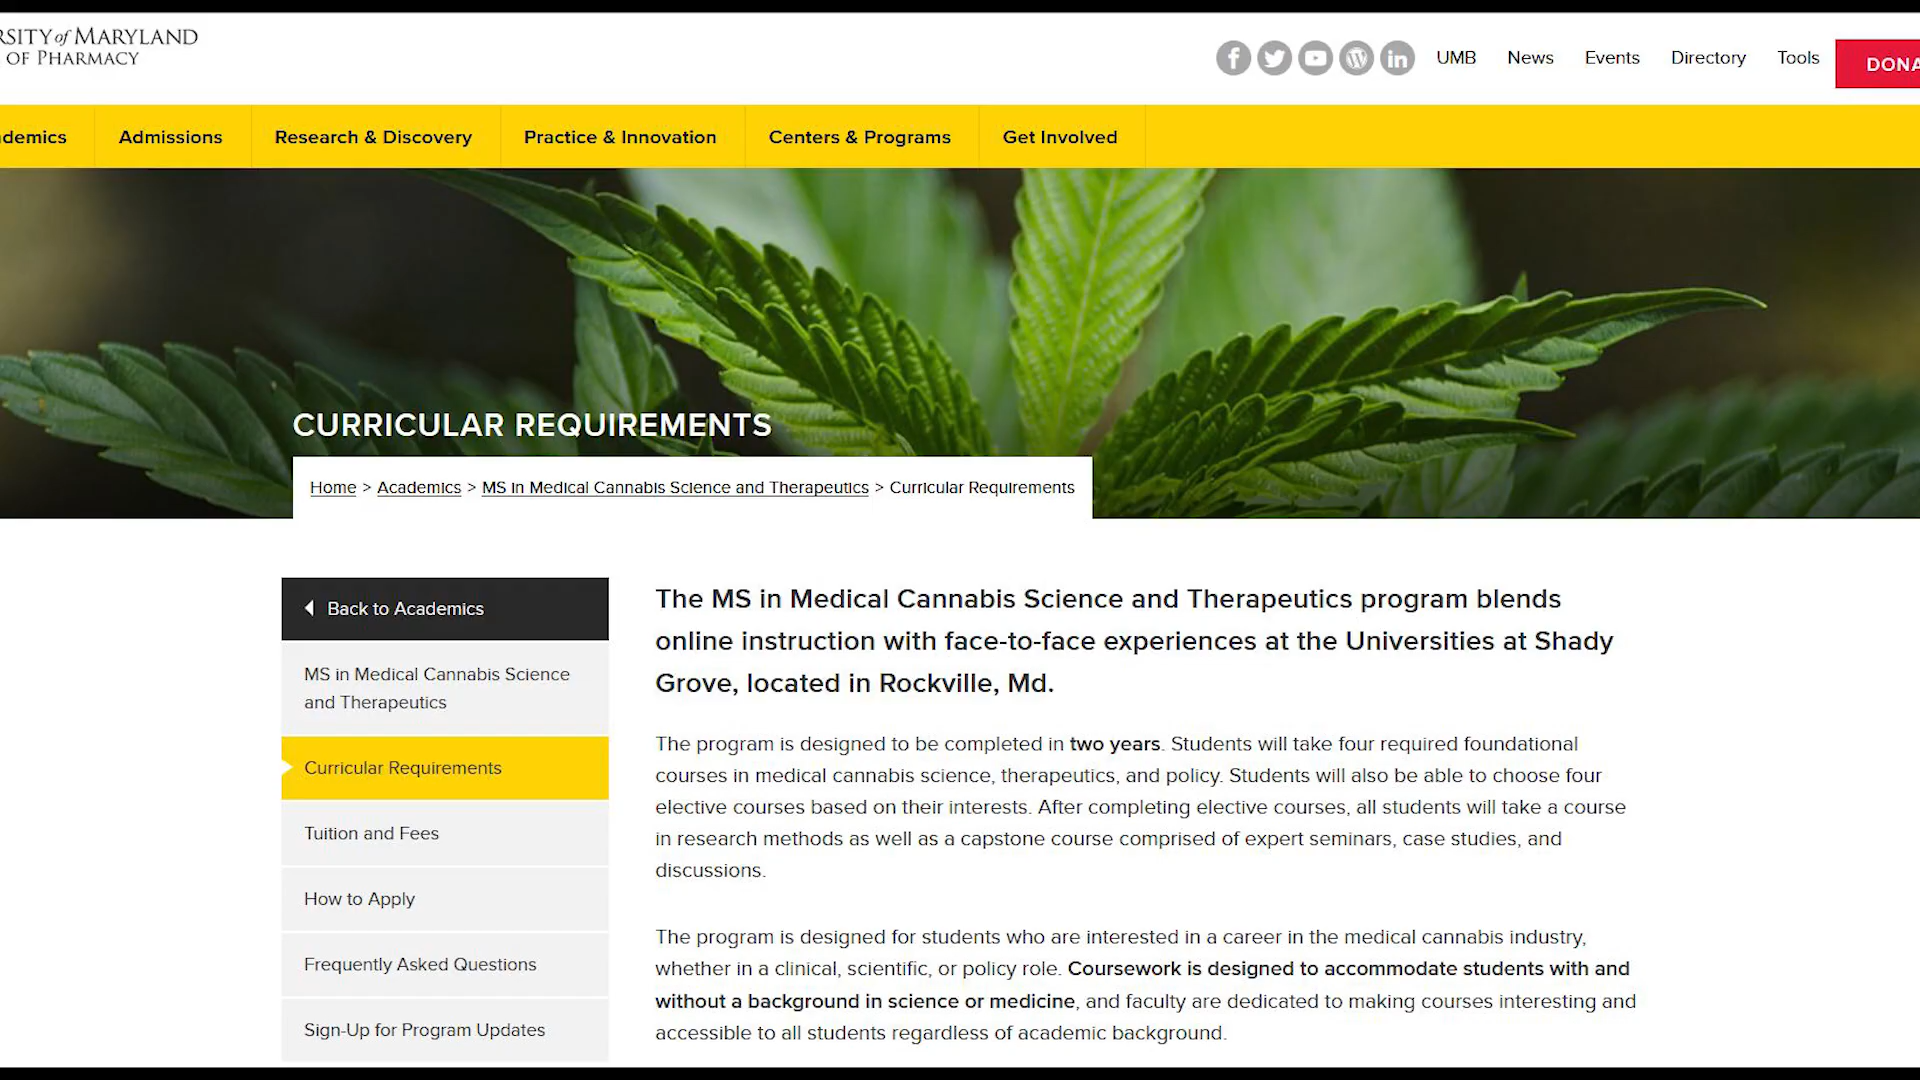 RSITY of MARYLAND
OF PHARMACY
UMB News Events Directory Tools DONA
demics Admissions Research & Discovery Practice & Innovation Centers & Programs Get Involved
CURRICULAR REQUIREMENTS
Home > Academics > MS in Medical Cannabis Science and Therapeutics > Curricular Requirements
Back to Academics
MS in Medical Cannabis Science
and Therapeutics
Curricular Requirements
Tuition and Fees
How to Apply
Frequently Asked Questions
Sign-Up for Program Updates
The MS in Medical Cannabis Science and Therapeutics program blends
online instruction with face-to-face experiences at the Universities at Shady
Grove, located in Rockville, Md.
The program is designed to be completed in two years. Students will take four required foundational
courses in medical cannabis science, therapeutics, and policy. Students will also be able to choose four
elective courses based on their interests. After completing elective courses, all students will take a course
in research methods as well as a capstone course comprised of expert seminars, case studies, and
discussions.
The program is designed for students who are interested in a career in the medical cannabis industry,
whether in a clinical, scientific, or policy role. Coursework is designed to accommodate students with and
without a background in science or medicine, and faculty are dedicated to making courses interesting and
accessible to all students regardless of academic background.